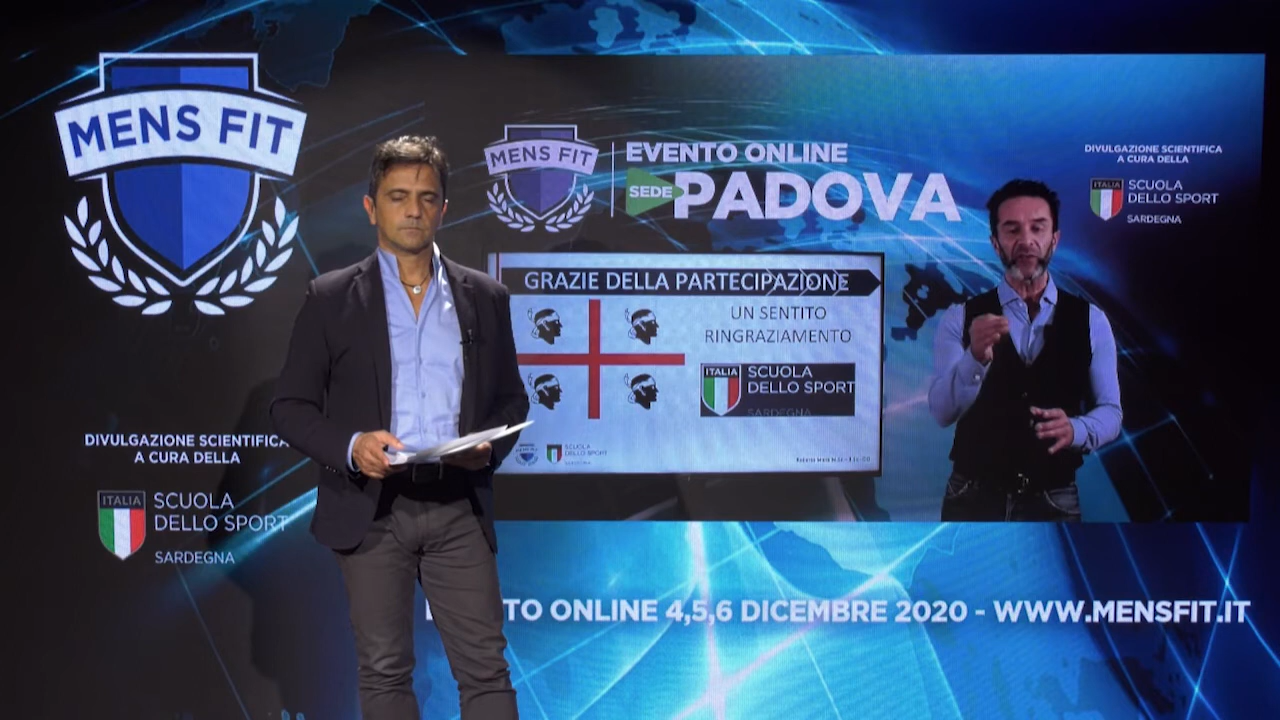 MENS FIT
DIVULGAZIONE SCIENTIFICA
A CURA DELLA
ITALIA
SCUOLA
DELLO SPORT
SARDEGNA
MENS FIT
EVENTO ONLINE
SEDE
PADOVA
DIVULGAZIONE SCIENTIFICA
A CURA DELLA
ITALIA
SCUOLA
DELLO SPORT
SARDEGNA
GRAZIE DELLA PARTECIPAZIONE
UN SENTITO
RINGRAZIAMENTO
ITALIA
SCUOLA
DELLO SPORT
SARDEGNA
SCUOLA
DELLO SPORT
TO ONLINE 4,5,6 DICEMBRE 2020 - WWW.MENSFIT.IT